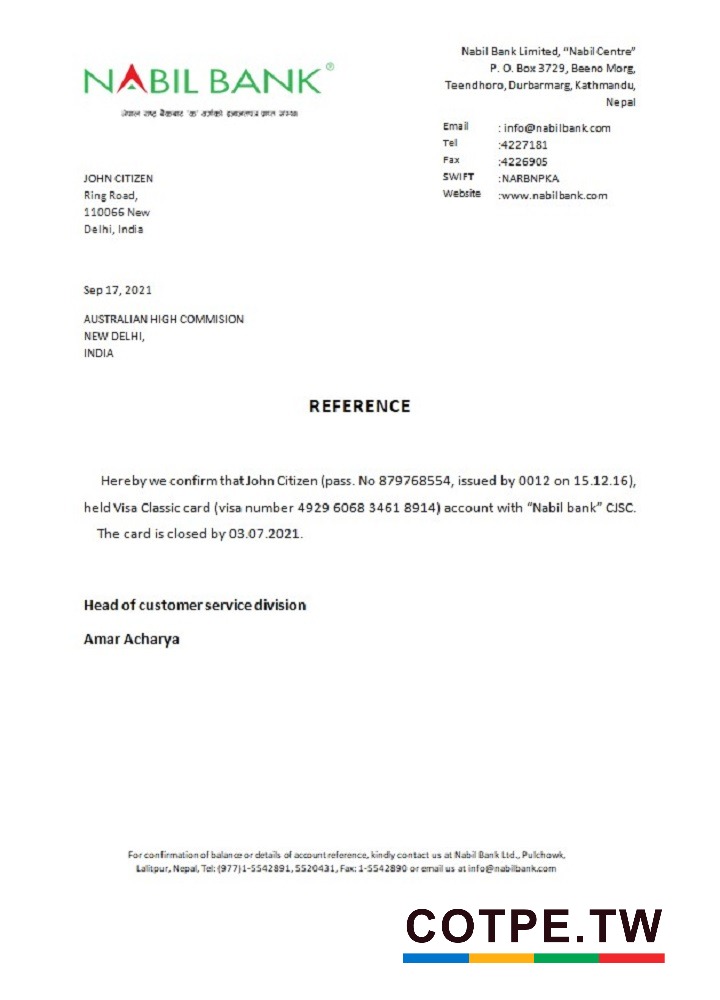 NABIL BANK®
नेपाल राष्ट्र बैंकबाट 'क' वर्गको इजाजतपत्र प्राप्त संस्था
Nabil Bank Limited, “Nabil Centre”
P. O. Box 3729, Beeno Morg,
Teendhoro, Durbarmarg, Kathmandu,
Nepal
Email : info@nabilbank.com
Tel :4227181
Fax :4226905
SWIFT :NARBNPKA
Website :www.nabilbank.com
JOHN CITIZEN
Ring Road,
110066 New
Delhi, India
Sep 17, 2021
AUSTRALIAN HIGH COMMISION
NEW DELHI,
INDIA
REFERENCE
Hereby we confirm that John Citizen (pass. No 879768554, issued by 0012 on 15.12.16),
held Visa Classic card (visa number 4929 6068 3461 8914) account with “Nabil bank” CJSC.
The card is closed by 03.07.2021.
Head of customer service division
Amar Acharya
For confirmation of balance or details of account reference, kindly contact us at Nabil Bank Ltd., Pulchowk,
Lalitpur, Nepal, Tel: (977)1-5542891, 5520431, Fax: 1-5542890 or email us at info@nabilbank.com
COTPE.TW